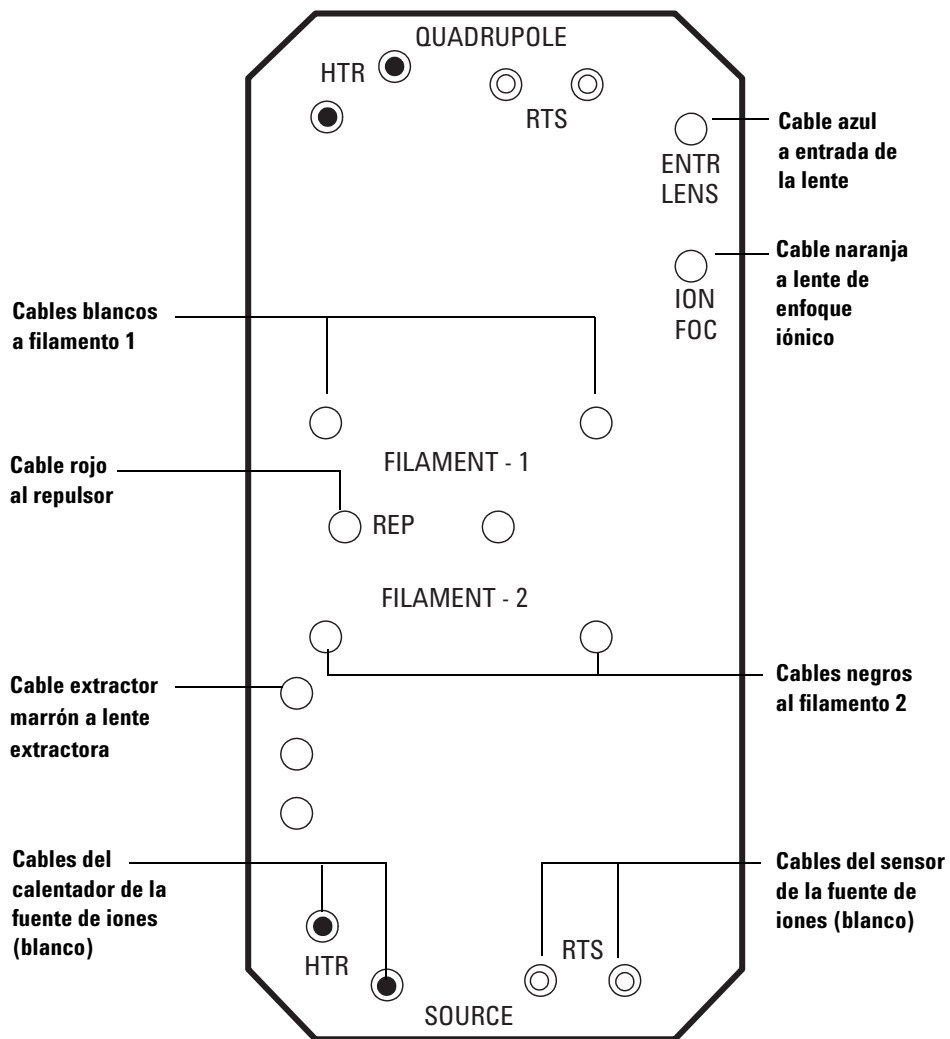 QUADRUPOLE
HTR
RTS
Cable azul
a entrada de
la lente
ENTR
LENS
Cable naranja
a lente de
enfoque
iónico
ION
FOC
Cables blancos
a filamento 1
FILAMENT - 1
Cable rojo
al repulsor
REP
FILAMENT - 2
Cable extractor
marrón a lente
extractora
Cables negros
al filamento 2
Cables del
calentador de la
fuente de iones
(blanco)
Cables del sensor
de la fuente de
iones (blanco)
HTR
RTS
SOURCE